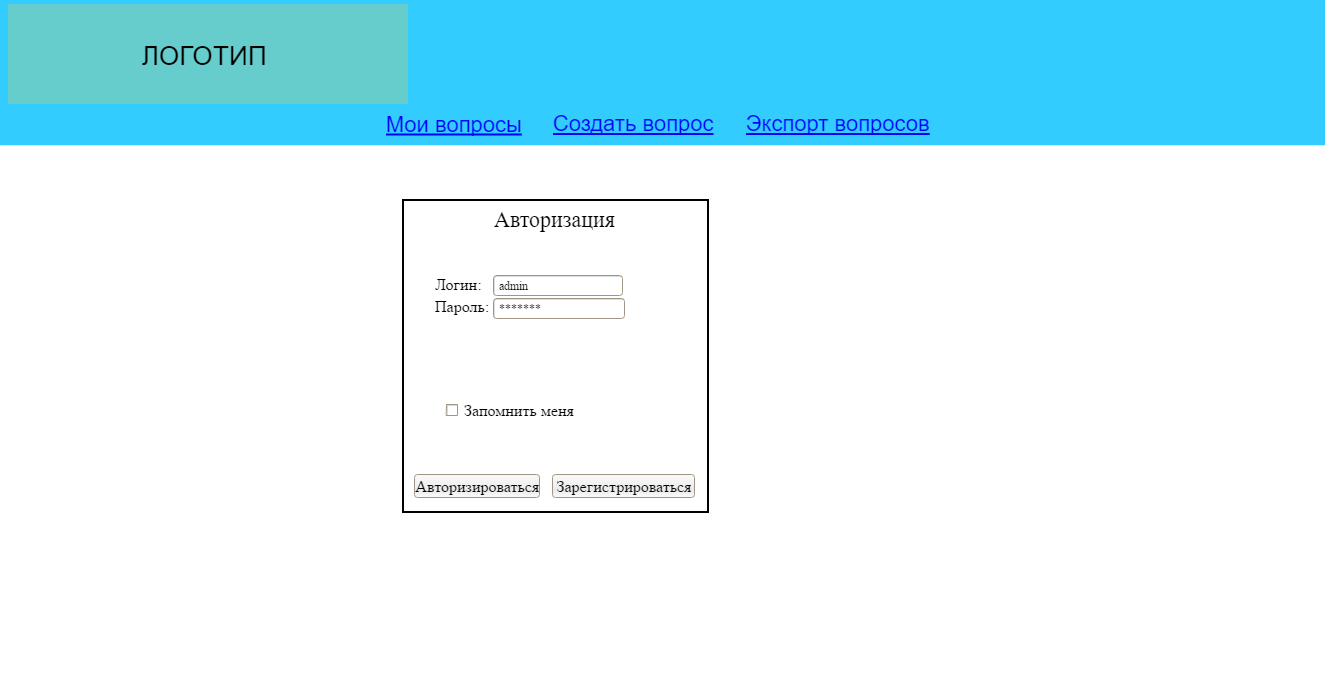 ЛОГОТИП
Мои вопросы Создать вопрос Экспорт вопросов
Авторизация
Логин: admin
Пароль: *******
Запомнить меня
Авторизироваться Зарегистрироваться